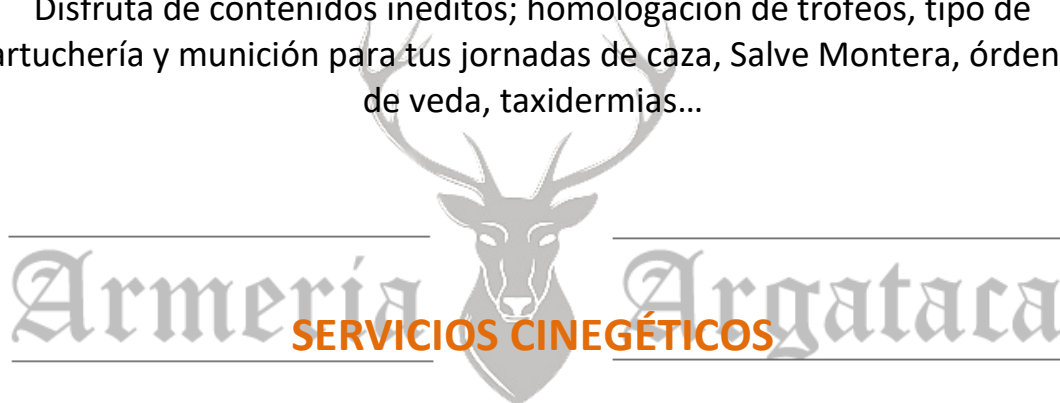 Disfruta de contenidos inéditos; homologación de trofeos, tipo de
artuchería y munición para tus jornadas de caza, Salve Montera, órden
de veda, taxidermias…
Armería Argataca
SERVICIOS CINEGÉTICOS